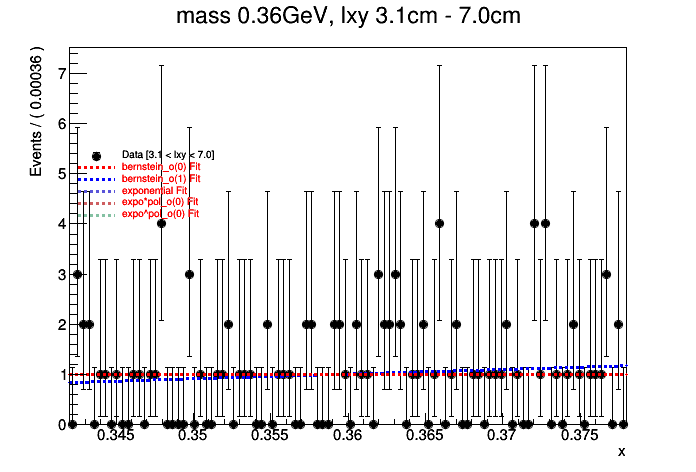 mass 0.36GeV, lxy 3.1cm - 7.0cm
Events / ( 0.00036 )
7
6
5
4
3
2
1
0
Data [3.1 < lxy < 7.0]
bernstein_o(0) Fit
bernstein_o(1) Fit
exponential Fit
expo*pol_o(0) Fit
expo^pol_o(0) Fit
0.345 0.35 0.355 0.36 0.365 0.37 0.375
x